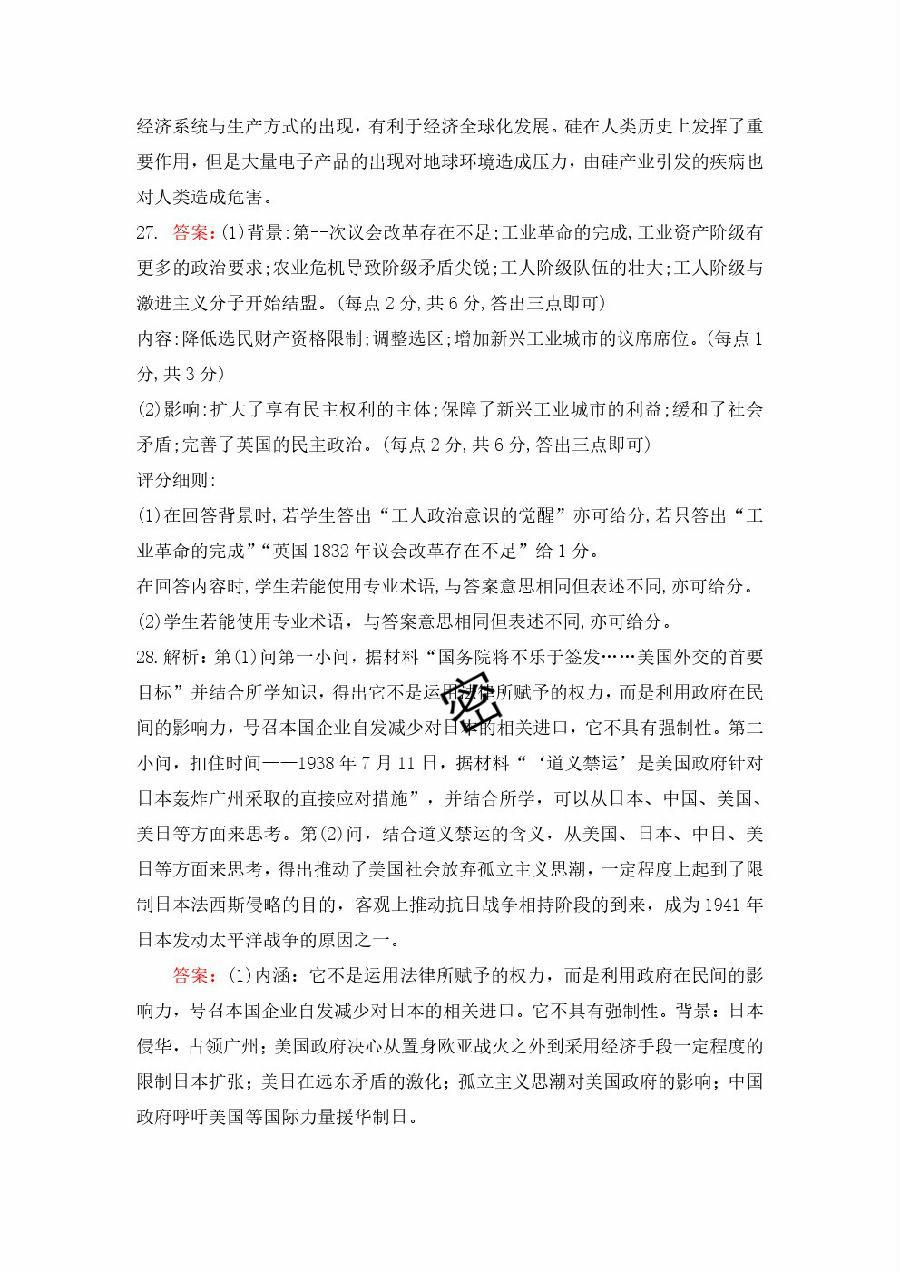 经济系统与生产方式的出现，有利于经济全球化发展。硅在人类历史上发挥了重
要作用，但是大量电子产品的出现对地球环境造成压力，由硅产业引发的疾病也
对人类造成危害。
27. 答案：(1)背景:第一次议会改革存在不足;工业革命的完成,工业资产阶级有
更多的政治要求;农业危机导致阶级矛盾尖锐;工人阶级队伍的壮大;工人阶级与
激进主义分子开始结盟。(每点2分,共6分,答出三点即可)
内容:降低选民财产资格限制;调整选区;增加新兴工业城市的议席席位。(每点1
分,共3分)
(2)影响:扩大了享有民主权利的主体;保障了新兴工业城市的利益;缓和了社会
矛盾;完善了英国的民主政治。(每点2分,共6分,答出三点即可)
评分细则:
(1)在回答背景时,若学生答出“工人政治意识的觉醒”亦可给分,若只答出“工
业革命的完成”“英国1832年议会改革存在不足”给1分。
在回答内容时,学生若能使用专业术语,与答案意思相同但表述不同,亦可给分。
(2)学生若能使用专业术语，与答案意思相同但表述不同,亦可给分。
28.解析：第(1)问第一小问，据材料“国务院将不乐于签发……美国外交的首要
目标”并结合所学知识，得出它不是运用法律所赋予的权力，而是利用政府在民
间的影响力，号召本国企业自发减少对日本的相关进口，它不具有强制性。第二
小问，扣住时间——1938年7月11日，据材料“‘道义禁运’是美国政府针对
日本轰炸广州采取的直接应对措施”，并结合所学，可以从日本、中国、美国、
美日等方面来思考。第(2)问，结合道义禁运的含义，从美国、日本、中日、美
日等方面来思考，得出推动了美国社会放弃孤立主义思潮，一定程度上起到了限
制日本法西斯侵略的目的，客观上推动抗日战争相持阶段的到来，成为1941年
日本发动太平洋战争的原因之一。
答案：(1)内涵：它不是运用法律所赋予的权力，而是利用政府在民间的影
响力，号召本国企业自发减少对日本的相关进口。它不具有强制性。背景：日本
侵华，占领广州；美国政府决心从置身欧亚战火之外到采用经济手段一定程度的
限制日本扩张；美日在远东矛盾的激化；孤立主义思潮对美国政府的影响；中国
政府呼吁美国等国际力量援华制日。
密